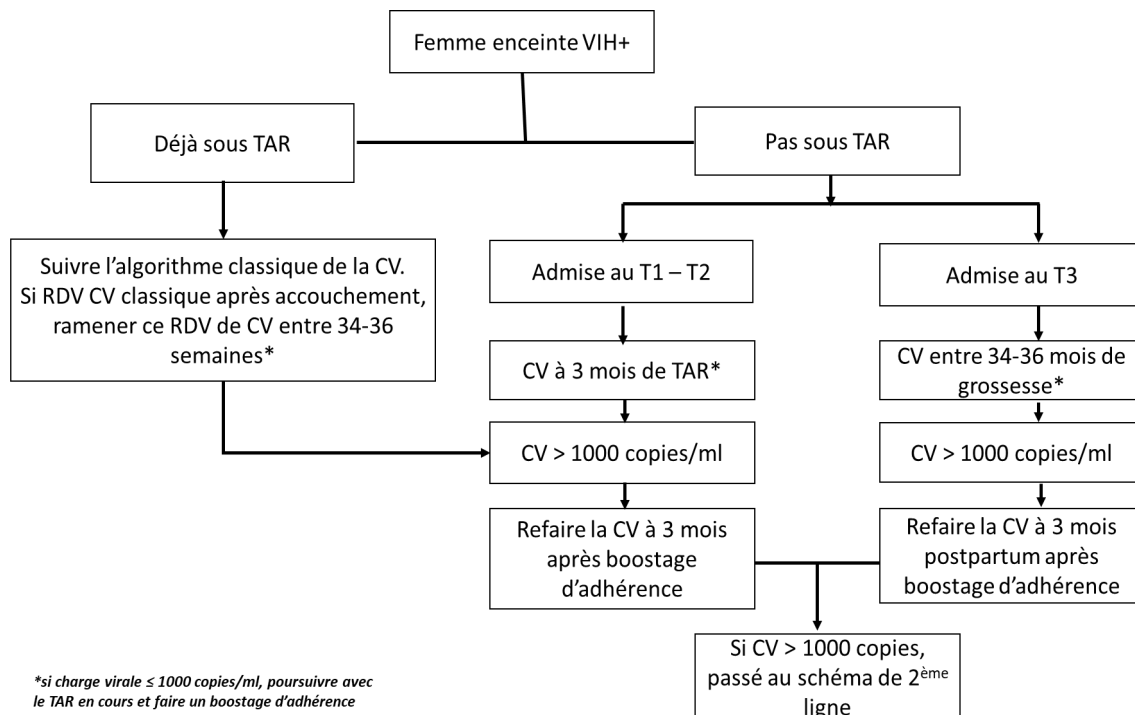 Femme enceinte VIH+
Déjà sous TAR
Pas sous TAR
Suivre l'algorithme classique de la CV.
Si RDV CV classique après accouchement,
ramener ce RDV de CV entre 34-36
semaines*
Admise au T1 – T2
Admise au T3
CV à 3 mois de TAR*
CV entre 34-36 mois de
grossesse*
CV > 1000 copies/ml
CV > 1000 copies/ml
Refaire la CV à 3 mois
après boostage
d'adhérence
Refaire la CV à 3 mois
postpartum après
boostage d'adhérence
Si CV > 1000 copies,
passé au schéma de 2ème
ligne
*si charge virale ≤ 1000 copies/ml, poursuivre avec
le TAR en cours et faire un boostage d'adhérence